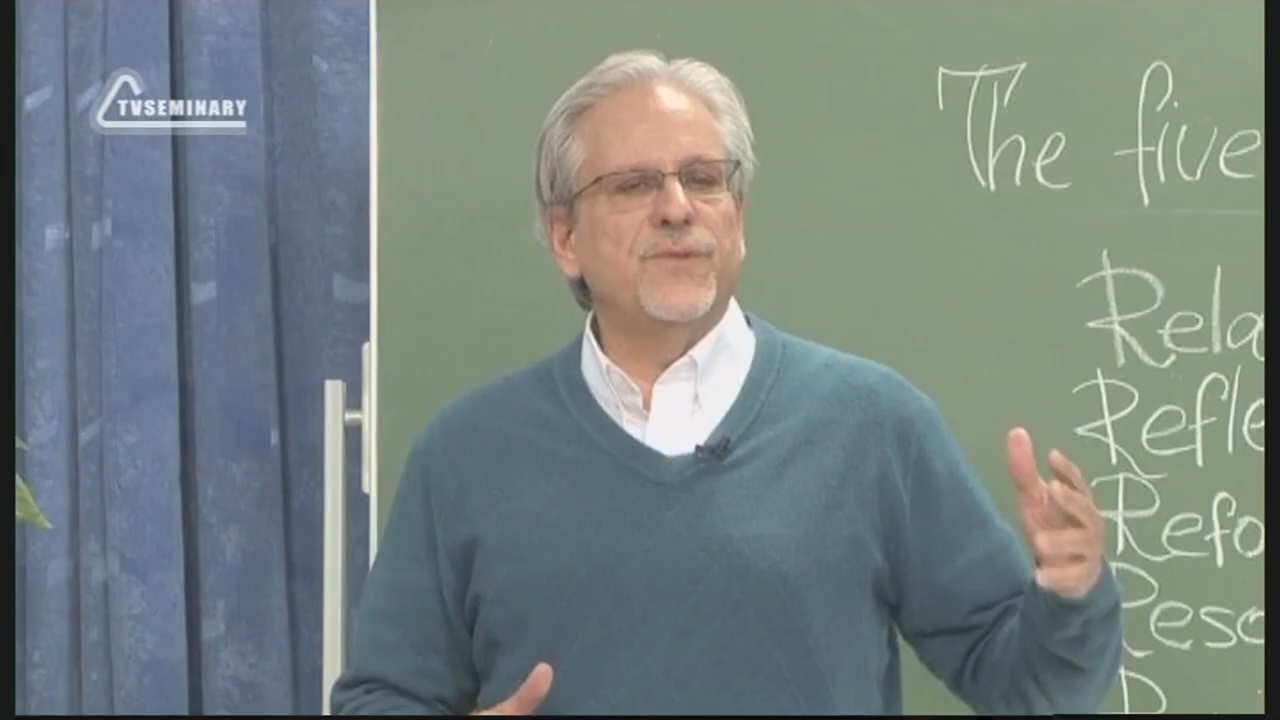 TVSEMINARY
The five
Rela
Refle
Refo
Reso
R